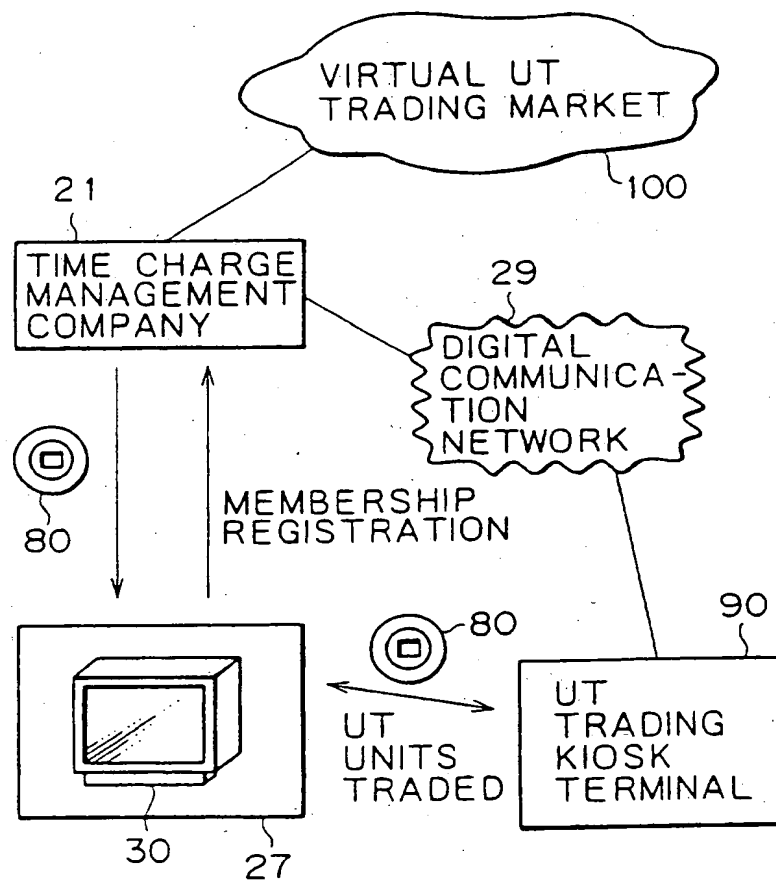 VIRTUAL UT
TRADING MARKET
100
21
TIME CHARGE
MANAGEMENT
COMPANY
29
DIGITAL
COMMUNICA-
TION
NETWORK
80
MEMBERSHIP
REGISTRATION
80
90
UT
UNITS
TRADED
UT
TRADING
KIOSK
TERMINAL
30
27